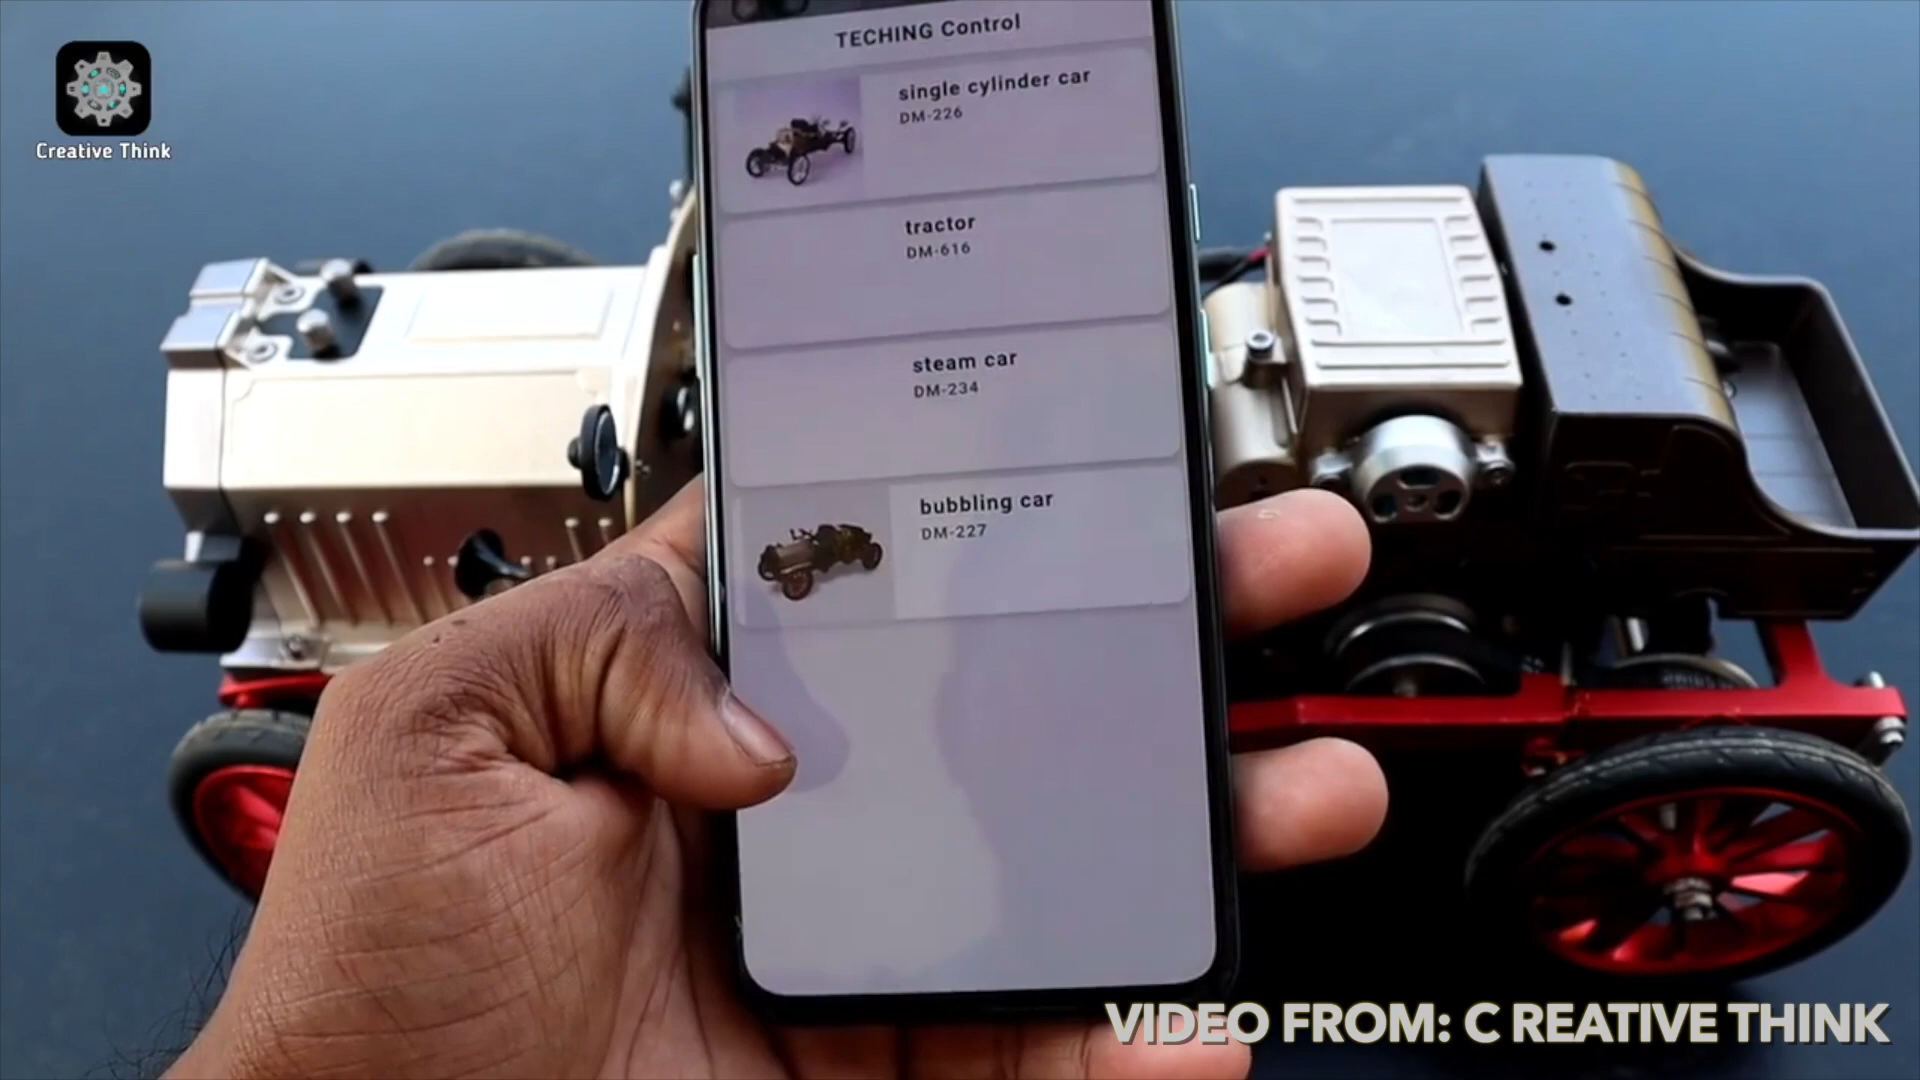 Creative Think
TECHING Control
single cylinder car
DM-226
tractor
DM-616
steam car
DM-234
bubbling car
DM-227
VIDEO FROM: C REATIVE THINK